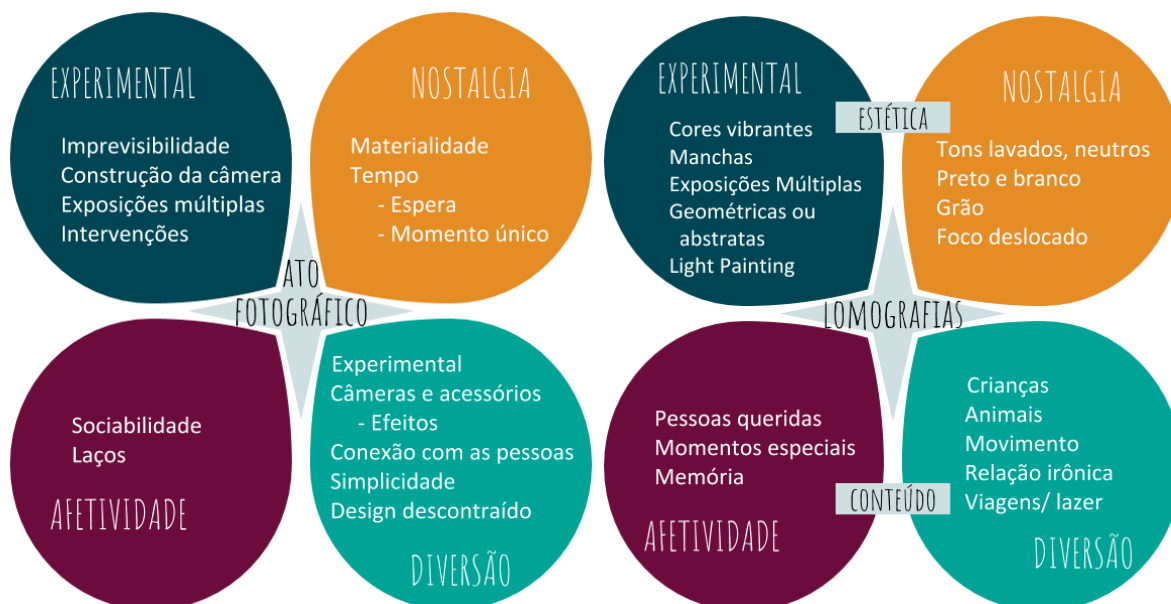 EXPERIMENTAL
Imprevisibilidade
Construção da câmera
Exposições múltiplas
Intervenções
NOSTALGIA
Materialidade
Tempo
- Espera
- Momento único
ATO
FOTOGRÁFICO
Sociabilidade
Laços
AFETIVIDADE
Experimental
Câmeras e acessórios
- Efeitos
Conexão com as pessoas
Simplicidade
Design descontraído
DIVERSÃO
EXPERIMENTAL
Cores vibrantes
Manchas
Exposições Múltiplas
Geométricas ou
abstratas
Light Painting
ESTÉTICA
NOSTALGIA
Tons lavados, neutros
Preto e branco
Grão
Foco deslocado
LOMOGRAFIAS
Pessoas queridas
Momentos especiais
Memória
AFETIVIDADE
CONTEÚDO
Crianças
Animais
Movimento
Relação irônica
Viagens/ lazer
DIVERSÃO